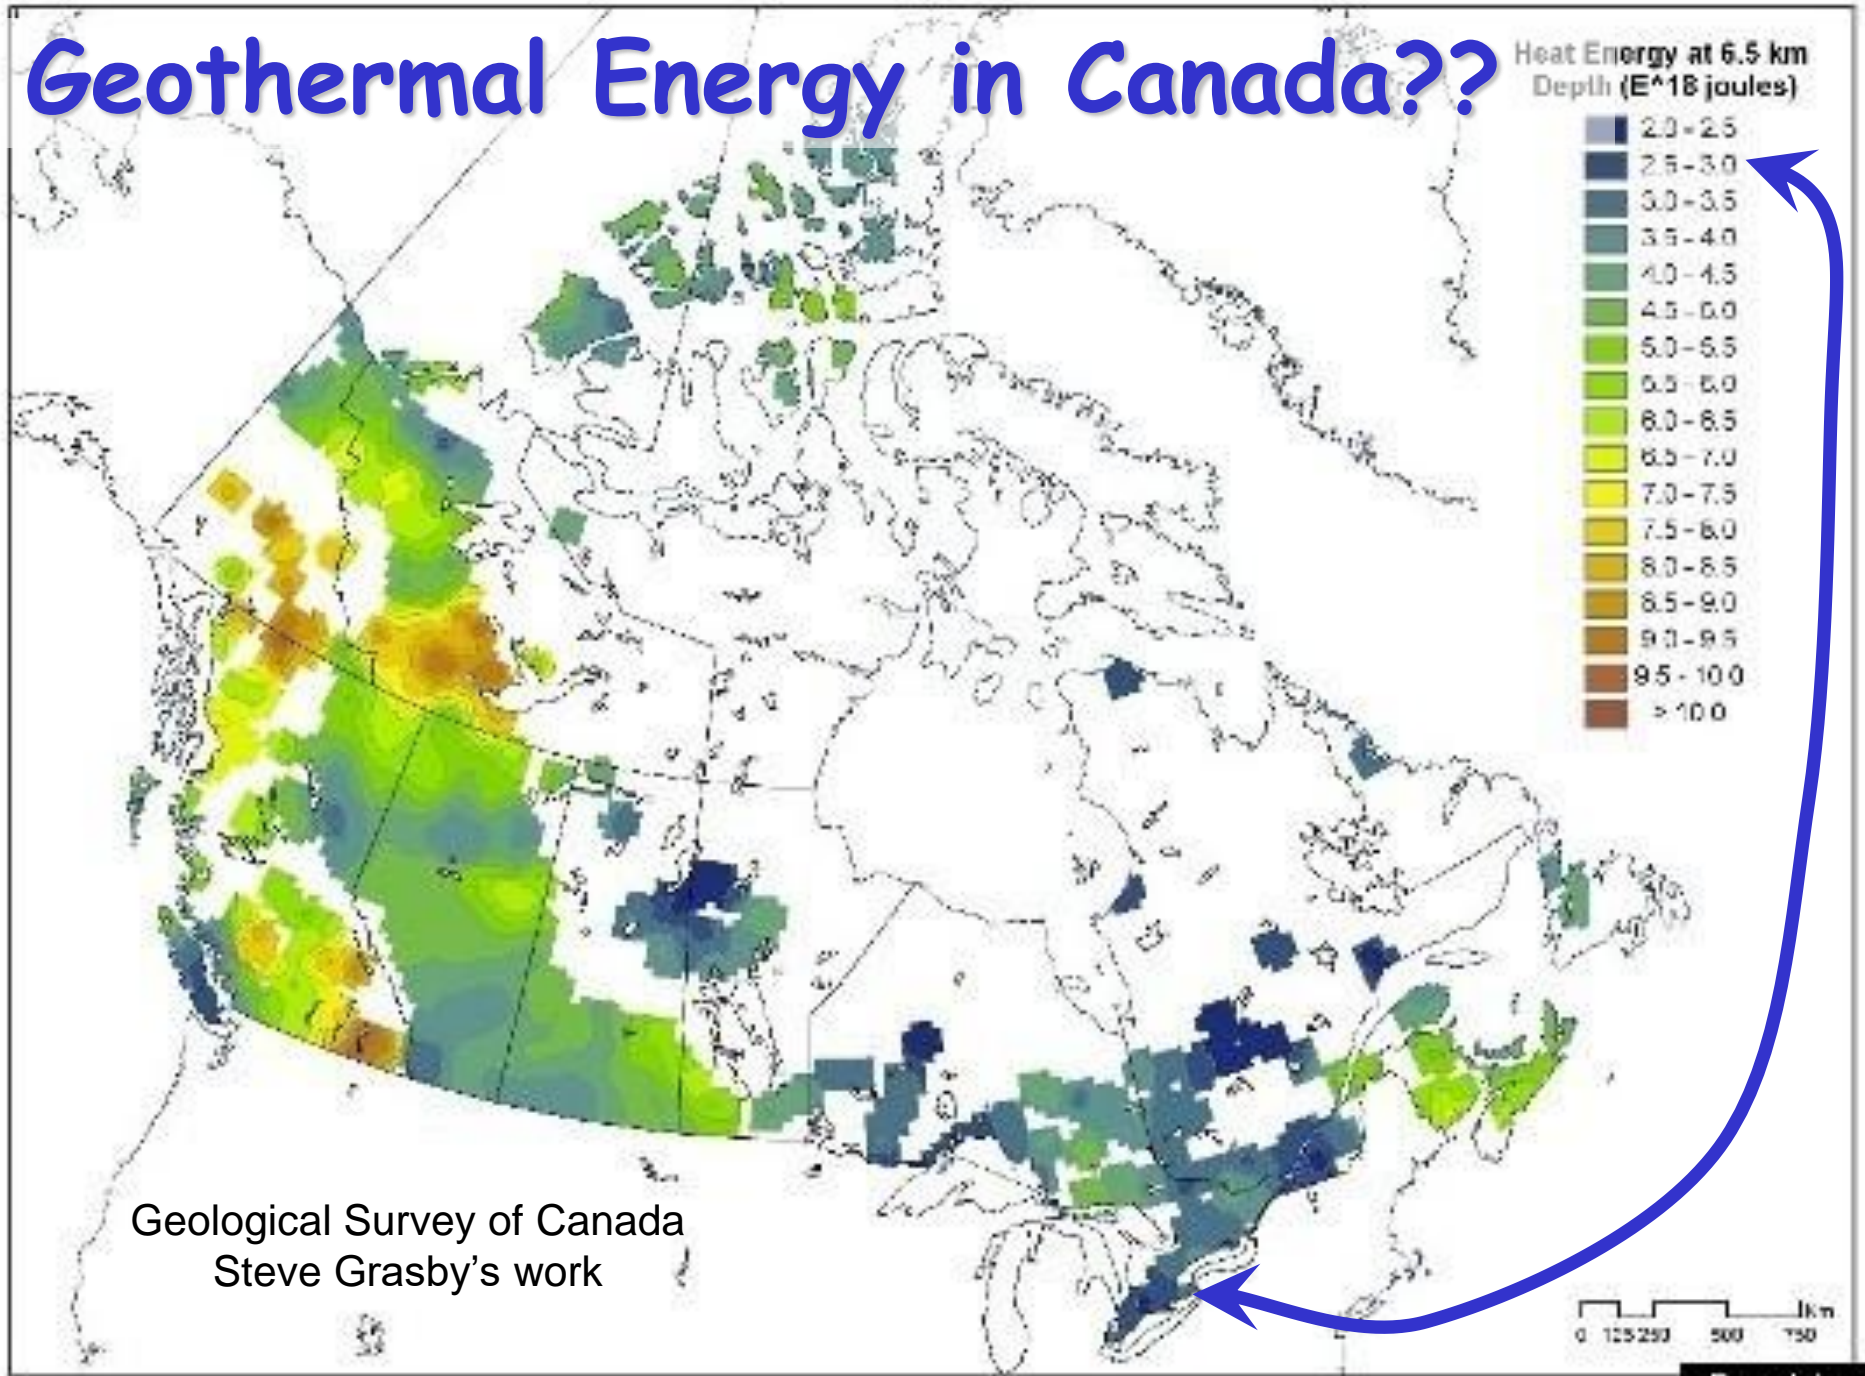 Geothermal Energy in Canada??
Heat Energy at 6.5 km
Depth (E^18 joules)
2.0 - 2.5
2.5 - 3.0
3.0 - 3.5
3.5 - 4.0
4.0 - 4.5
4.5 - 5.0
5.0 - 5.5
5.5 - 6.0
6.0 - 6.5
6.5 - 7.0
7.0 - 7.5
7.5 - 8.0
8.0 - 8.5
8.5 - 9.0
9.0 - 9.5
9.5 - 10.0
> 10.0
Geological Survey of Canada
Steve Grasby's work
Km
0 125 250 500 750